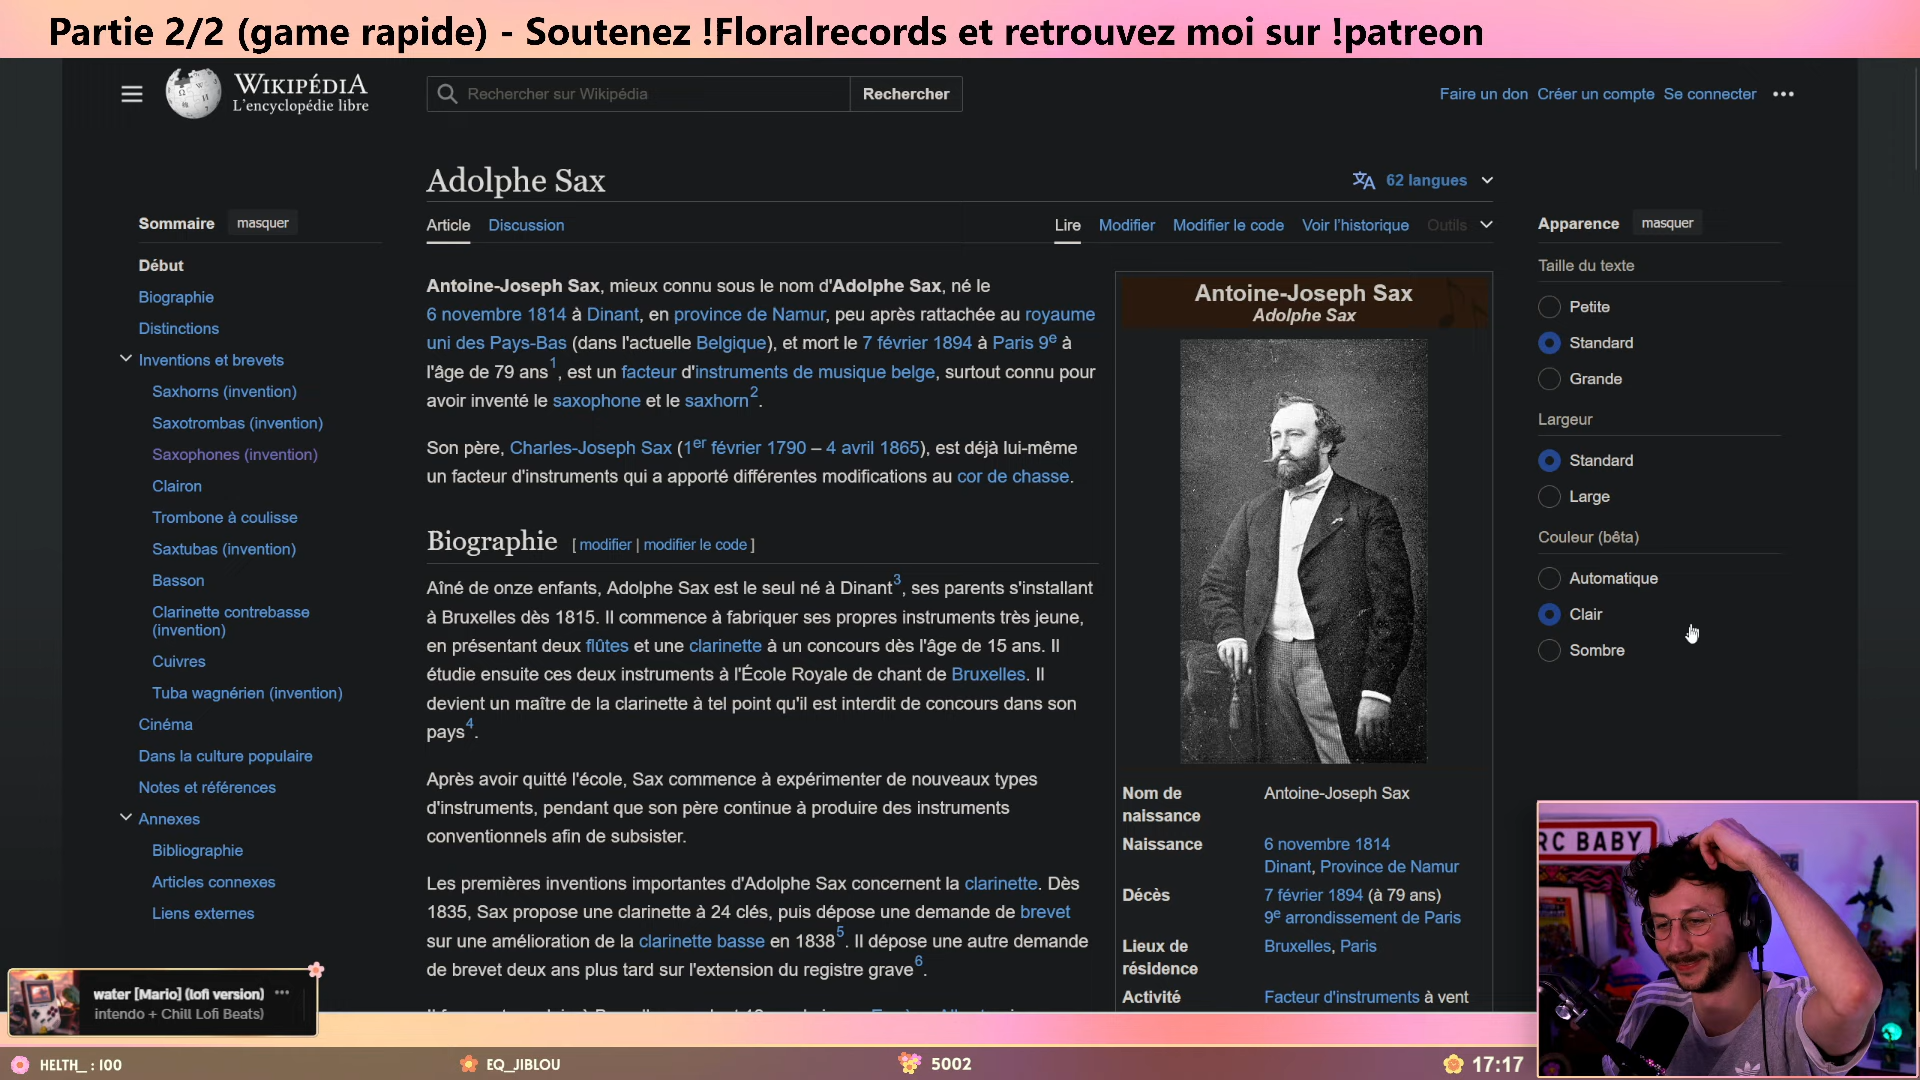 Partie 2/2 (game rapide) - Soutenez !Floralrecords et retrouvez moi sur !patreon
WIKIPÉDIA
L'encyclopédie libre
Rechercher sur Wikipédia
Rechercher
Faire un don Créer un compte Se connecter
Adolphe Sax
62 langues
Sommaire masquer
Article Discussion
Lire Modifier Modifier le code Voir l'historique Outils
Début
Biographie
Distinctions
Inventions et brevets
Saxhorns (invention)
Saxotrombas (invention)
Saxophones (invention)
Clairon
Trombone à coulisse
Saxtubas (invention)
Basson
Clarinette contrebasse
(invention)
Cuivres
Tuba wagnérien (invention)
Cinéma
Dans la culture populaire
Notes et références
Annexes
Bibliographie
Articles connexes
Liens externes
Antoine-Joseph Sax, mieux connu sous le nom d'Adolphe Sax, né le
6 novembre 1814 à Dinant, en province de Namur, peu après rattachée au royaume
uni des Pays-Bas (dans l'actuelle Belgique), et mort le 7 février 1894 à Paris 9e à
l'âge de 79 ans1, est un facteur d'instruments de musique belge, surtout connu pour
avoir inventé le saxophone et le saxhorn2.
Son père, Charles-Joseph Sax (1er février 1790 – 4 avril 1865), est déjà lui-même
un facteur d'instruments qui a apporté différentes modifications au cor de chasse.
Biographie [ modifier | modifier le code ]
Aîné de onze enfants, Adolphe Sax est le seul né à Dinant3, ses parents s'installant
à Bruxelles dès 1815. Il commence à fabriquer ses propres instruments très jeune,
en présentant deux flûtes et une clarinette à un concours dès l'âge de 15 ans. Il
étudie ensuite ces deux instruments à l'École Royale de chant de Bruxelles. Il
devient un maître de la clarinette à tel point qu'il est interdit de concours dans son
pays4.
Après avoir quitté l'école, Sax commence à expérimenter de nouveaux types
d'instruments, pendant que son père continue à produire des instruments
conventionnels afin de subsister.
Les premières inventions importantes d'Adolphe Sax concernent la clarinette. Dès
1835, Sax propose une clarinette à 24 clés, puis dépose une demande de brevet
sur une amélioration de la clarinette basse en 18385. Il dépose une autre demande
de brevet deux ans plus tard sur l'extension du registre grave6.
Antoine-Joseph Sax
Adolphe Sax
Nom de naissance
Antoine-Joseph Sax
Naissance
6 novembre 1814
Dinant, Province de Namur
Décès
7 février 1894 (à 79 ans)
9e arrondissement de Paris
Lieux de résidence
Bruxelles, Paris
Activité
Facteur d'instruments à vent
Apparence masquer
Taille du texte
Petite
Standard
Grande
Largeur
Standard
Large
Couleur (bêta)
Automatique
Clair
Sombre
RC BABY
water [Mario] (lofi version)
intendo + Chill Lofi Beats)
HELTH_ : 100
EQ_JIBLOU
5002
17:17